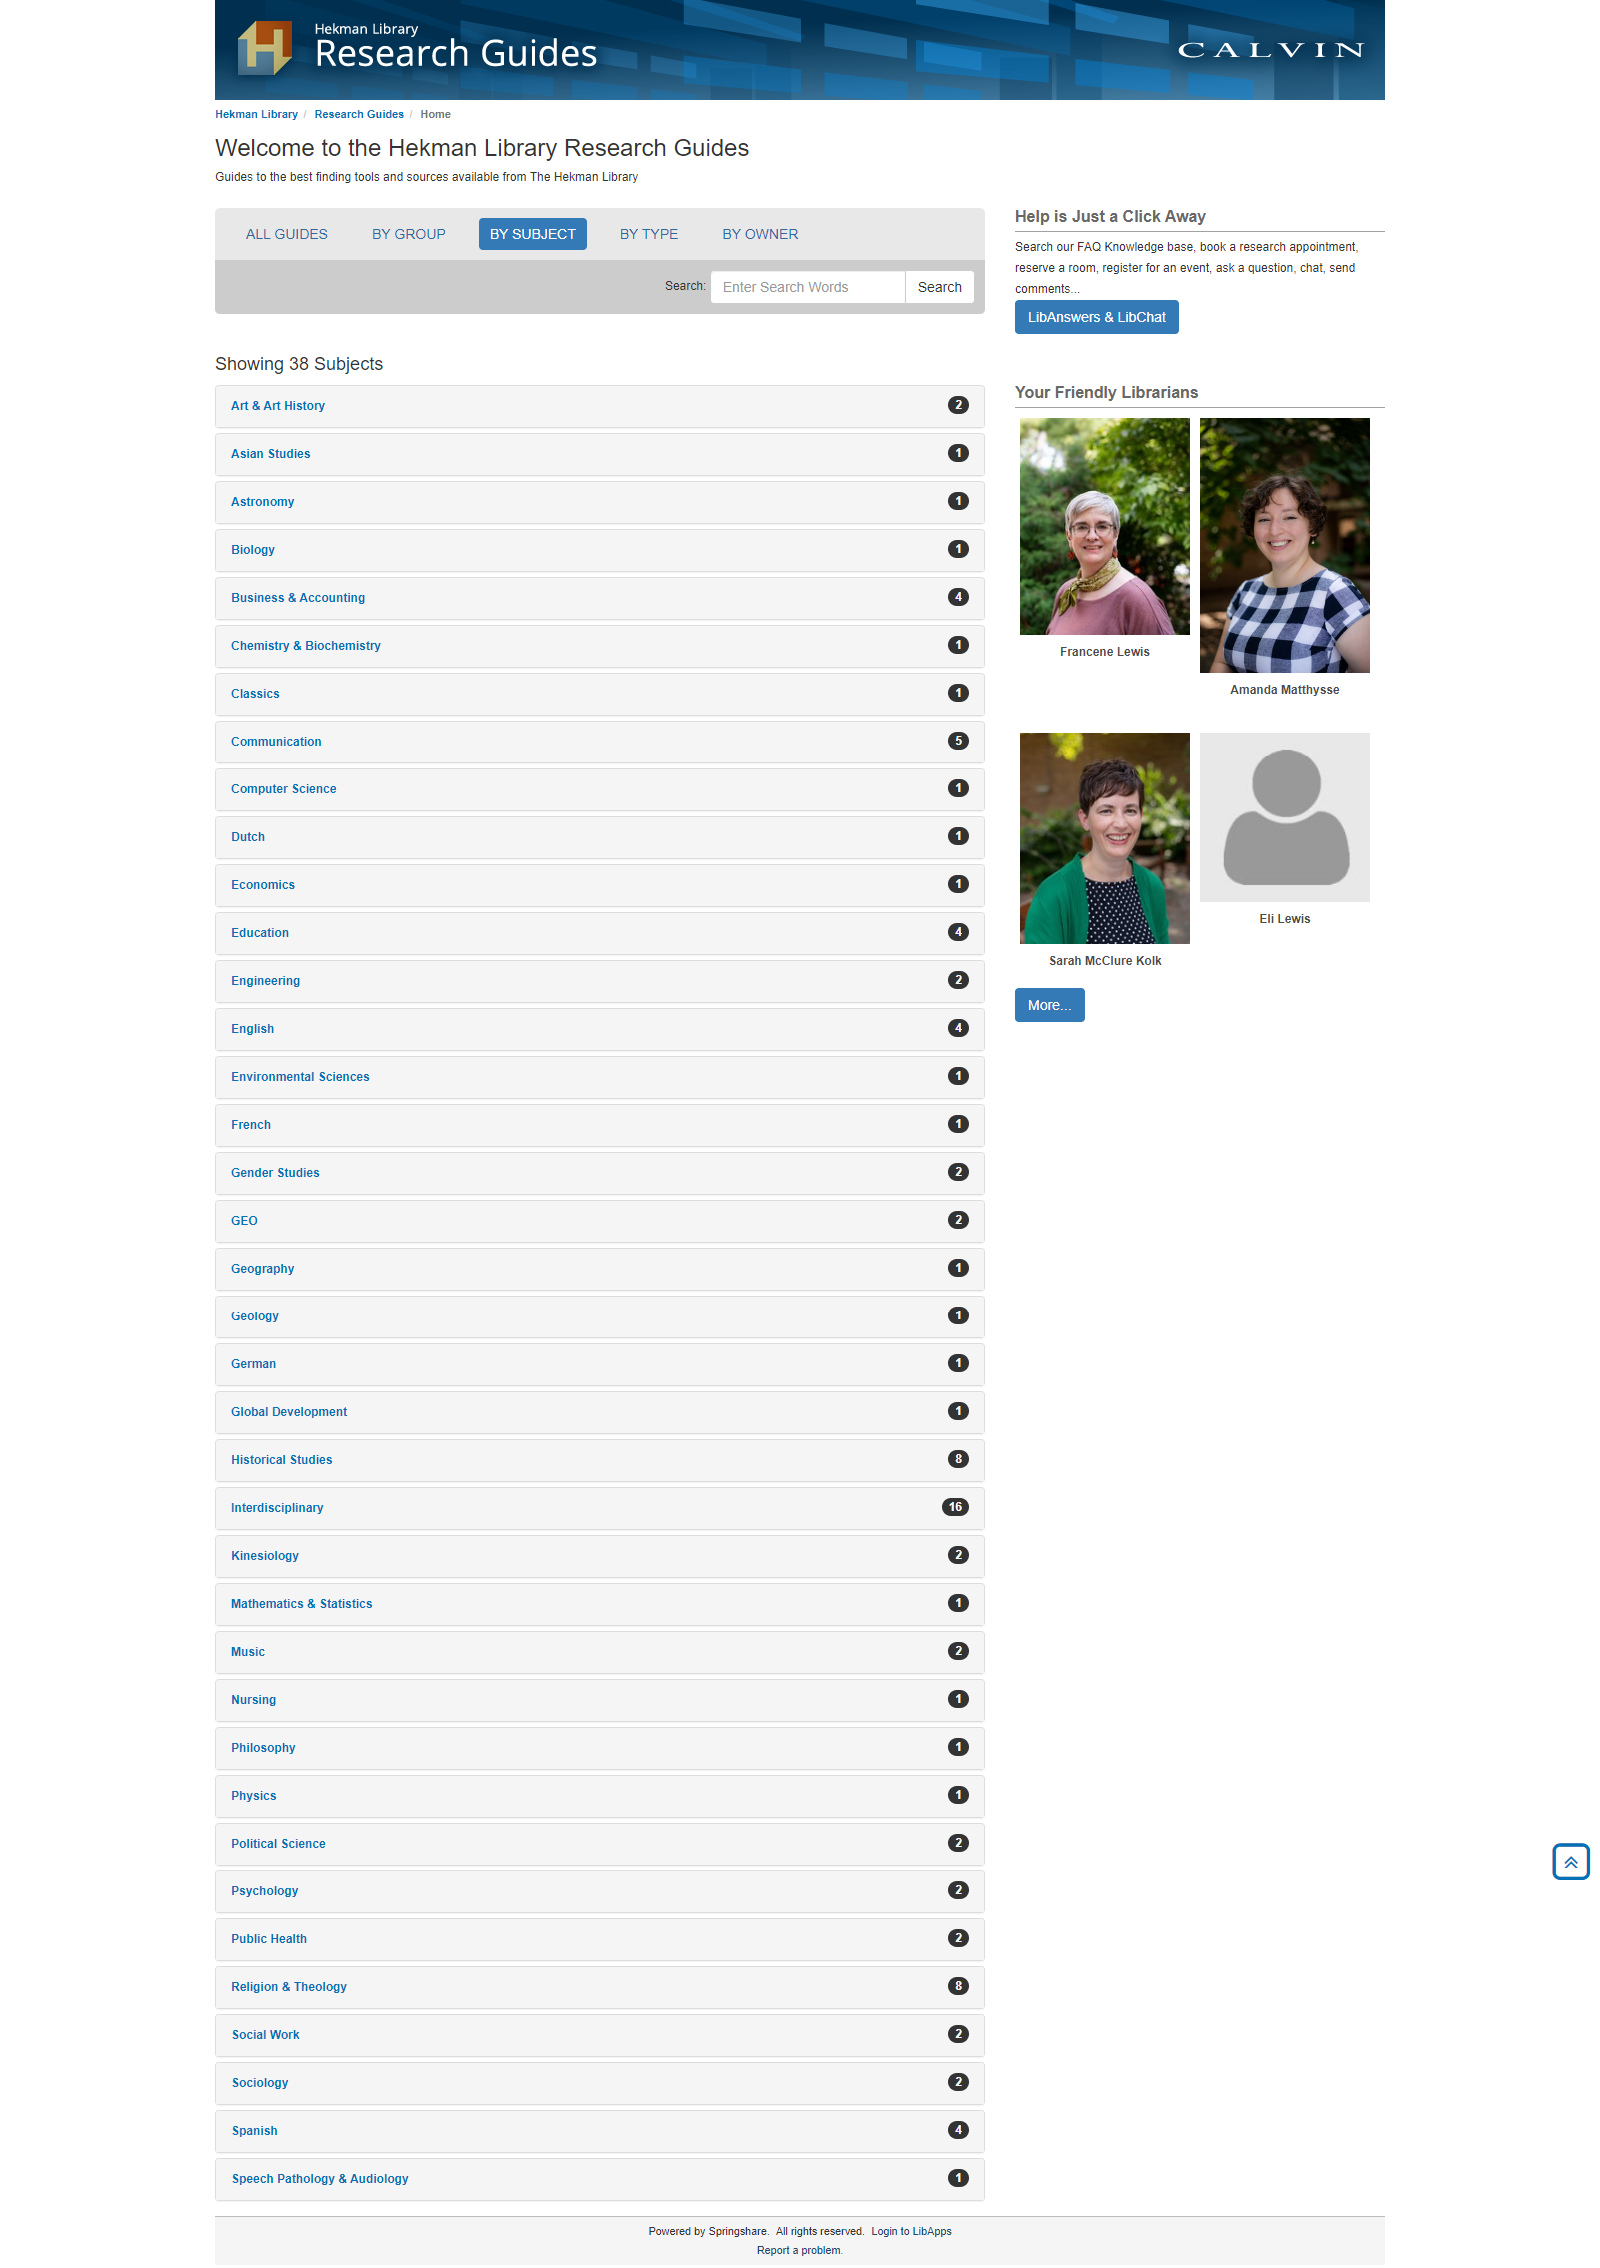 Hekman Library
Research Guides
CALVIN
Hekman Library / Research Guides / Home
Welcome to the Hekman Library Research Guides
Guides to the best finding tools and sources available from The Hekman Library
ALL GUIDES BY GROUP BY SUBJECT BY TYPE BY OWNER
Search: Enter Search Words Search
Showing 38 Subjects
Art & Art History 2
Asian Studies 1
Astronomy 1
Biology 1
Business & Accounting 4
Chemistry & Biochemistry 1
Classics 1
Communication 5
Computer Science 1
Dutch 1
Economics 1
Education 4
Engineering 2
English 4
Environmental Sciences 1
French 1
Gender Studies 2
GEO 2
Geography 1
Geology 1
German 1
Global Development 1
Historical Studies 8
Interdisciplinary 16
Kinesiology 2
Mathematics & Statistics 1
Music 2
Nursing 1
Philosophy 1
Physics 1
Political Science 2
Psychology 2
Public Health 2
Religion & Theology 8
Social Work 2
Sociology 2
Spanish 4
Speech Pathology & Audiology 1
Help is Just a Click Away
Search our FAQ Knowledge base, book a research appointment,
reserve a room, register for an event, ask a question, chat, send
comments...
LibAnswers & LibChat
Your Friendly Librarians
Francene Lewis
Amanda Matthysse
Sarah McClure Kolk
Eli Lewis
More...
Powered by Springshare. All rights reserved. Login to LibApps
Report a problem.